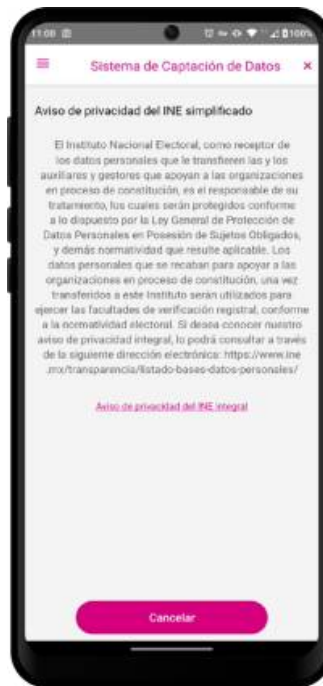 11:08
100%
Sistema de Captación de Datos ×
Aviso de privacidad del INE simplificado
El Instituto Nacional Electoral, como receptor de
los datos personales que le transfieren las y los
auxiliares y gestores que apoyan a las organizaciones
en proceso de constitución, es el responsable de su
tratamiento, los cuales serán protegidos conforme
a lo dispuesto por la Ley General de Protección de
Datos Personales en Posesión de Sujetos Obligados,
y demás normatividad que resulte aplicable. Los
datos personales que se recaban para apoyar a las
organizaciones en proceso de constitución, una vez
transferidos a este Instituto serán utilizados para
ejercer las facultades de verificación registral, conforme
a la normatividad electoral. Si desea conocer nuestro
aviso de privacidad integral, lo podrá consultar a través
de la siguiente dirección electrónica: https://www.ine
.mx/transparencia/listado-bases-datos-personales/
Aviso de privacidad del INE integral
Cancelar